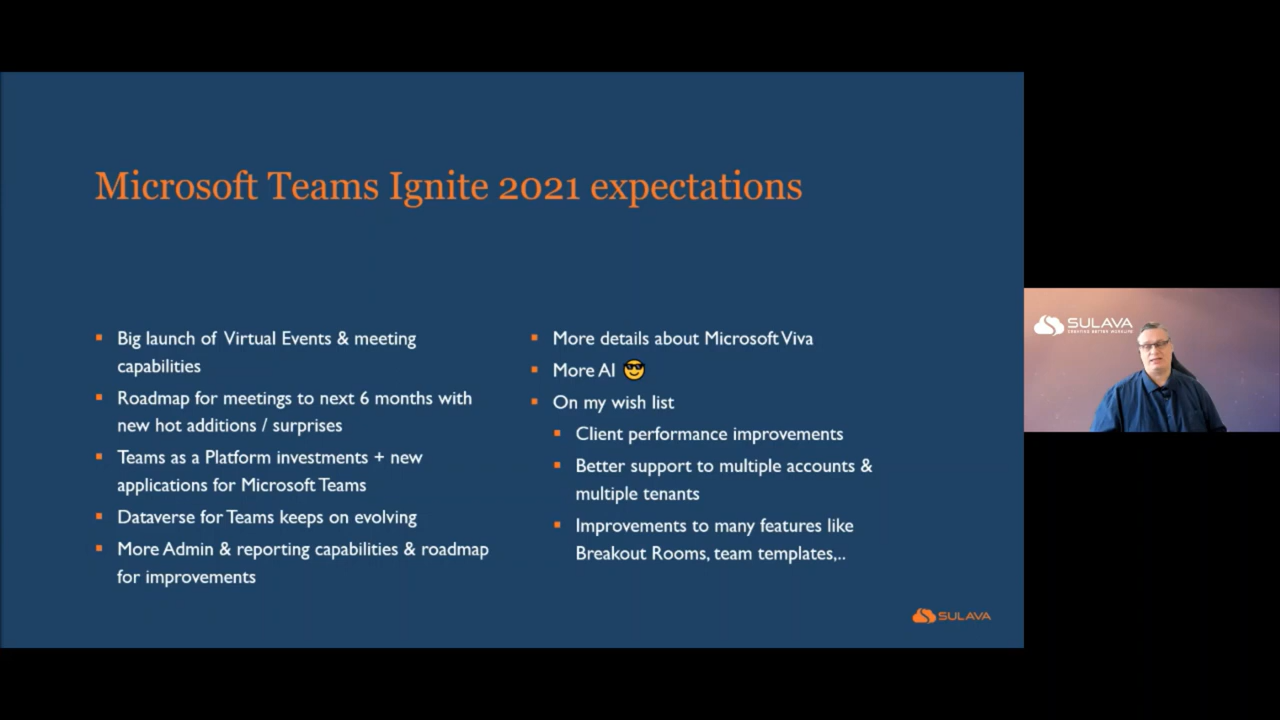 Microsoft Teams Ignite 2021 expectations
Big launch of Virtual Events & meeting
capabilities
Roadmap for meetings to next 6 months with
new hot additions / surprises
Teams as a Platform investments + new
applications for Microsoft Teams
Dataverse for Teams keeps on evolving
More Admin & reporting capabilities & roadmap
for improvements
More details about Microsoft Viva
More AI 😎
On my wish list
Client performance improvements
Better support to multiple accounts &
multiple tenants
Improvements to many features like
Breakout Rooms, team templates,..
SULAVA
SULAVA